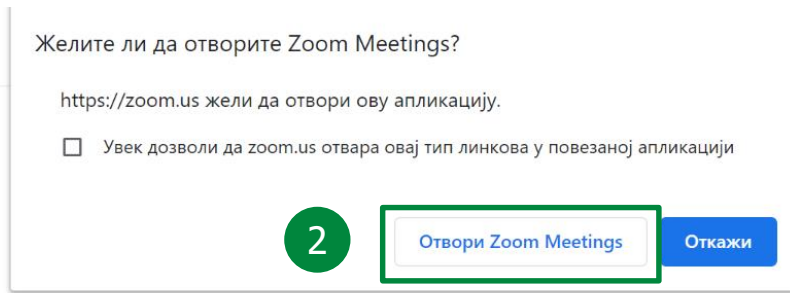 Желите ли да отворите Zoom Meetings?
https://zoom.us жели да отвори ову апликацију.
Увек дозволи да zoom.us отвара овај тип линкова у повезаној апликацији
2
Отвори Zoom Meetings
Откажи